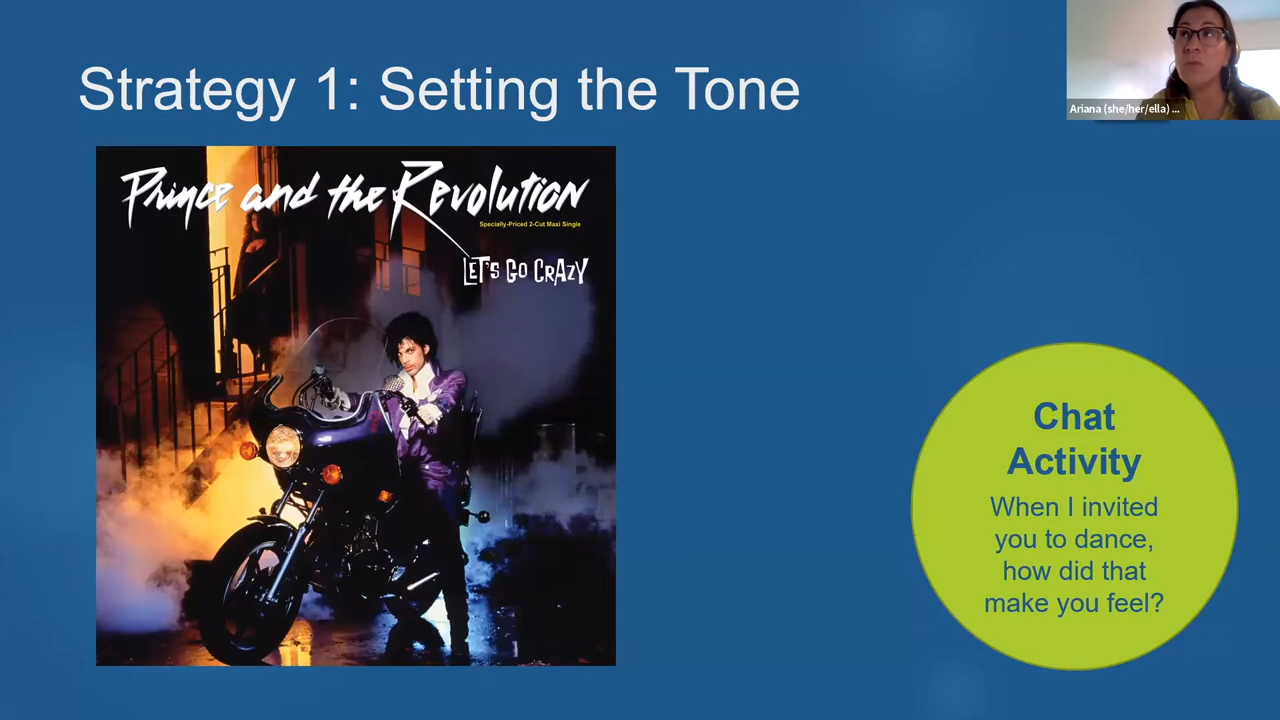 Strategy 1: Setting the Tone
Ariana (she/her/ella) ...
Prince and the Revolution
Specially-Priced 2-Cut Maxi Single
LET'S GO CRAZY
Chat
Activity
When I invited
you to dance,
how did that
make you feel?